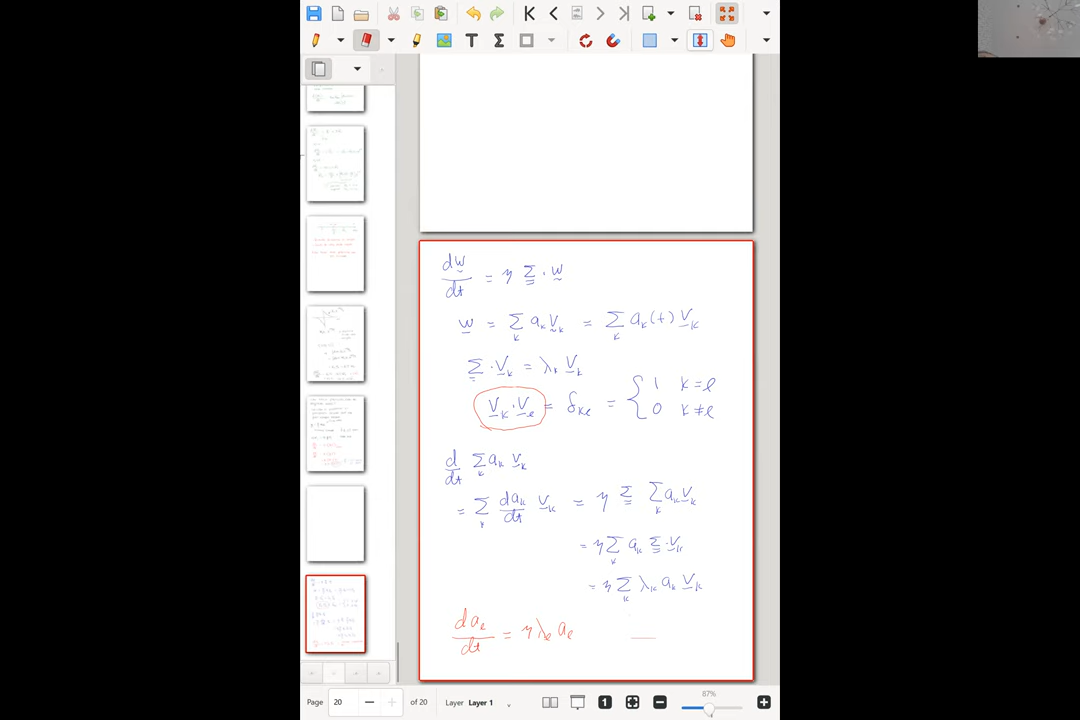 dw/dt = η Σ · w
w = Σ_k a_k v_k = Σ_k a_k(t) v_k
Σ · v_k = λ_k v_k
v_k · v_l = δ_kl = { 1 k=l
0 k≠l
d/dt Σ_k a_k v_k
= Σ_k da_k/dt v_k = η Σ Σ_k a_k v_k
= η Σ_k a_k Σ · v_k
= η Σ_k λ_k a_k v_k
da_l/dt = η λ_l a_l
Page 20 of 20 Layer Layer 1 87%